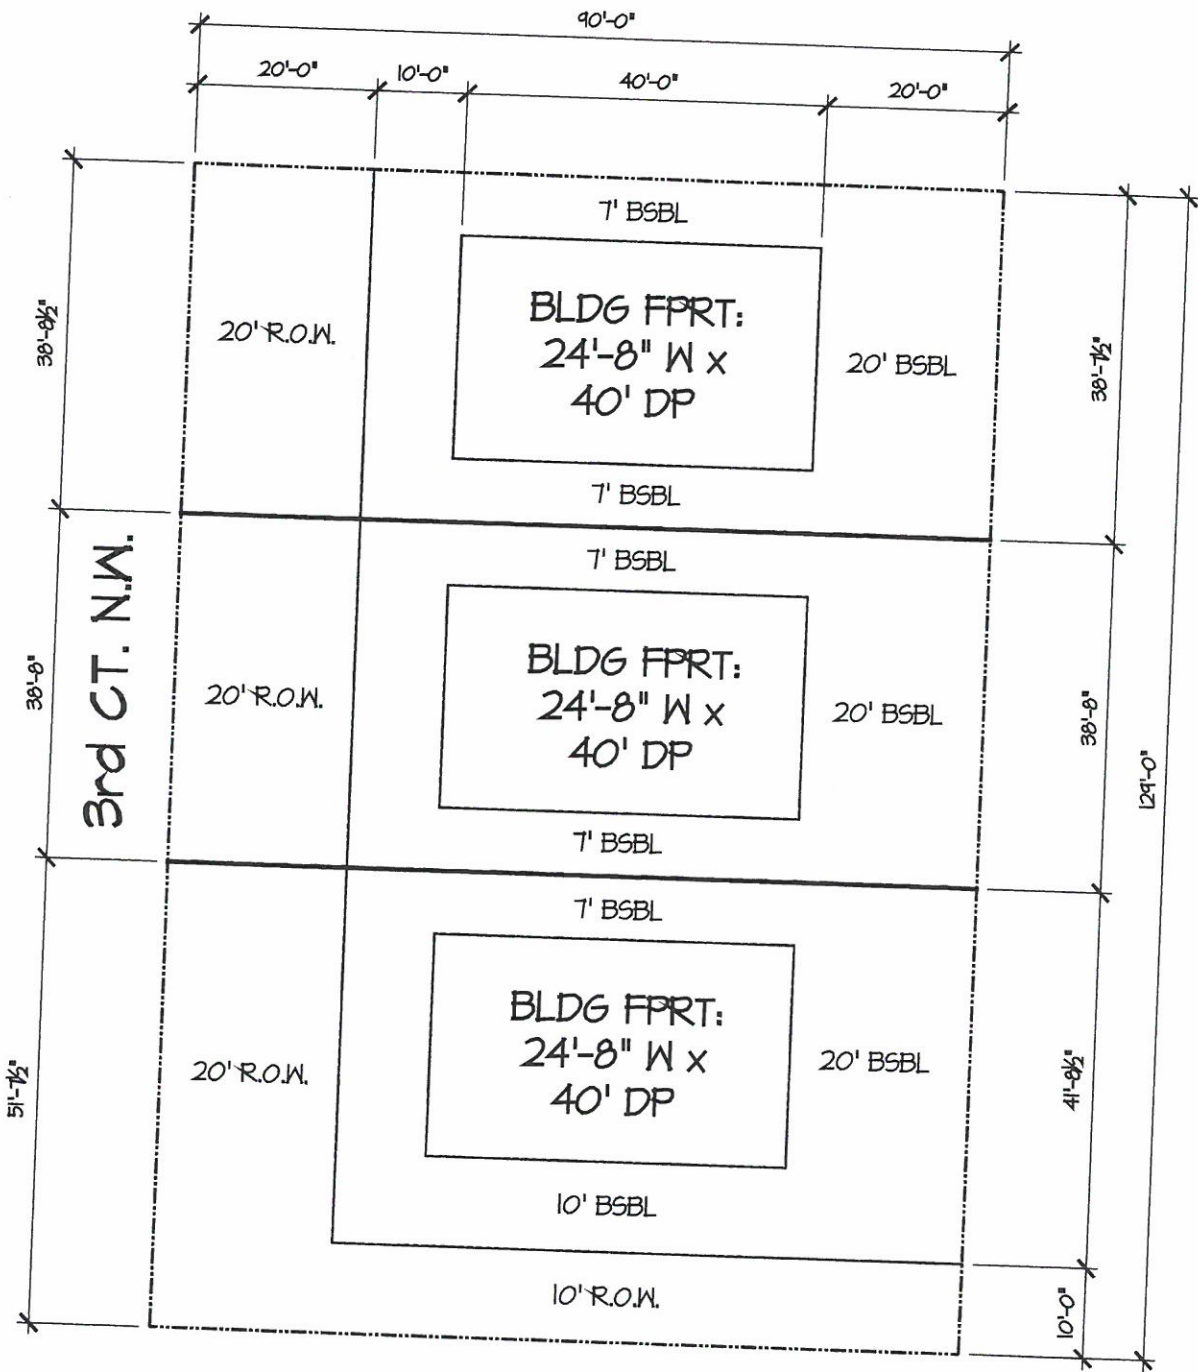 90'-0"
20'-0" 10'-0" 40'-0" 20'-0"
7' BSBL
BLDG FPRT:
24'-8" W x
40' DP
20' R.O.W.
20' BSBL
38'-8½"
38'-7½"
7' BSBL
3rd CT. N.W.
7' BSBL
BLDG FPRT:
24'-8" W x
40' DP
20' R.O.W.
20' BSBL
38'-8"
38'-8"
129'-0"
7' BSBL
7' BSBL
BLDG FPRT:
24'-8" W x
40' DP
20' R.O.W.
20' BSBL
51'-7½"
41'-8½"
10' BSBL
10' R.O.W.
10'-0"